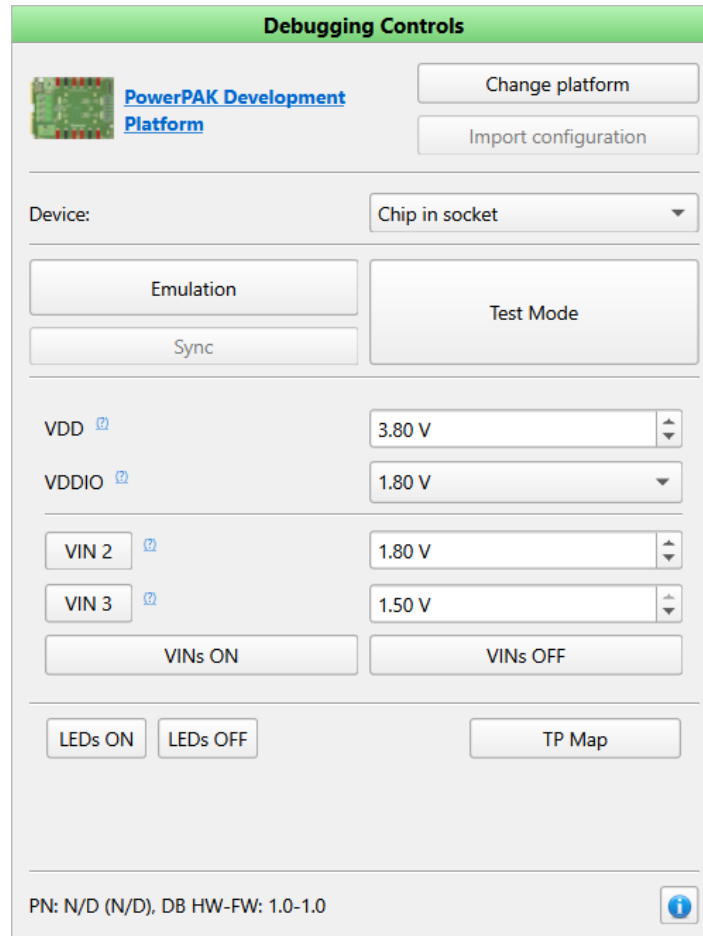 Debugging Controls
PowerPAK Development
Platform
Change platform
Import configuration
Device:
Chip in socket
Emulation
Test Mode
Sync
VDD (?)
3.80 V
VDDIO (?)
1.80 V
VIN 2 (?)
1.80 V
VIN 3 (?)
1.50 V
VINs ON
VINs OFF
LEDs ON
LEDs OFF
TP Map
PN: N/D (N/D), DB HW-FW: 1.0-1.0